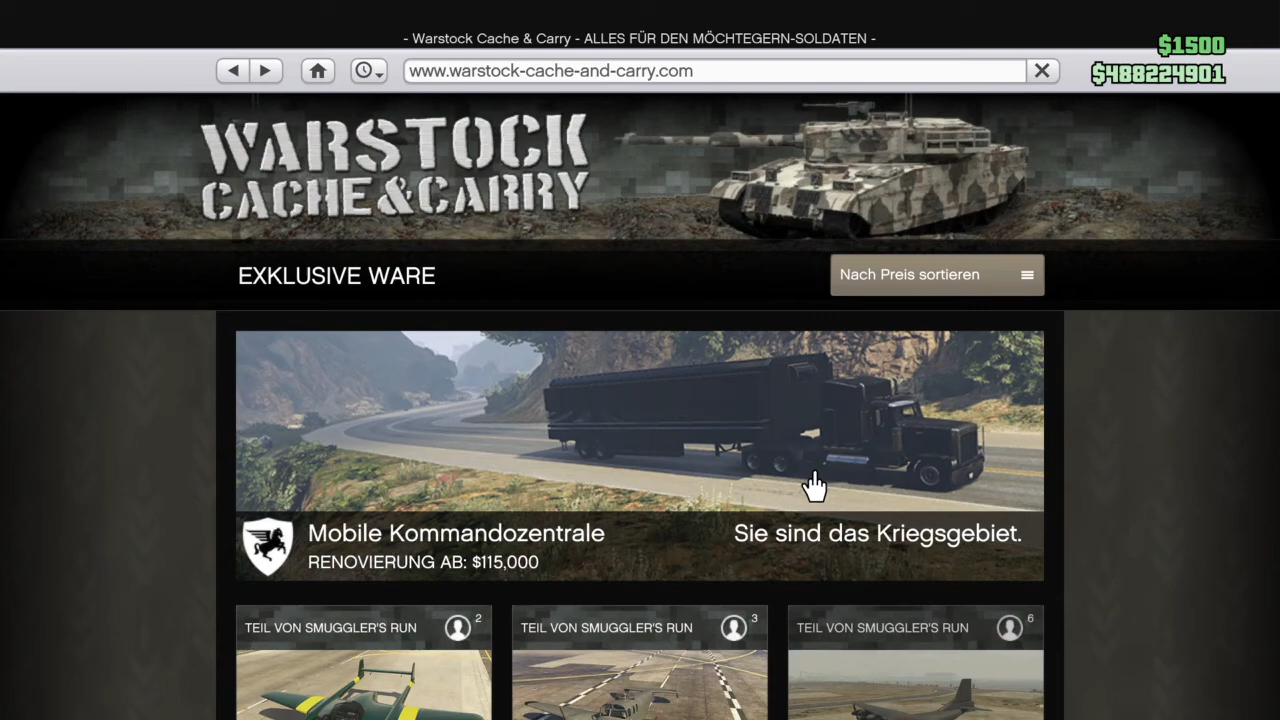 - Warstock Cache & Carry - ALLES FÜR DEN MÖCHTEGERN-SOLDATEN -
$1500
www.warstock-cache-and-carry.com
$488224901
WARSTOCK
CACHE & CARRY
EXKLUSIVE WARE
Nach Preis sortieren
Mobile Kommandozentrale
Sie sind das Kriegsgebiet.
RENOVIERUNG AB: $115,000
TEIL VON SMUGGLER'S RUN 2
TEIL VON SMUGGLER'S RUN 3
TEIL VON SMUGGLER'S RUN 6